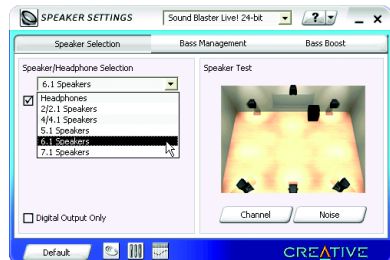 SPEAKER SETTINGS
Sound Blaster Live! 24-bit
?
Speaker Selection
Bass Management
Bass Boost
Speaker/Headphone Selection
Speaker Test
6.1 Speakers
Headphones
2/2.1 Speakers
4/4.1 Speakers
5.1 Speakers
6.1 Speakers
7.1 Speakers
Digital Output Only
Channel
Noise
Default
CREATIVE